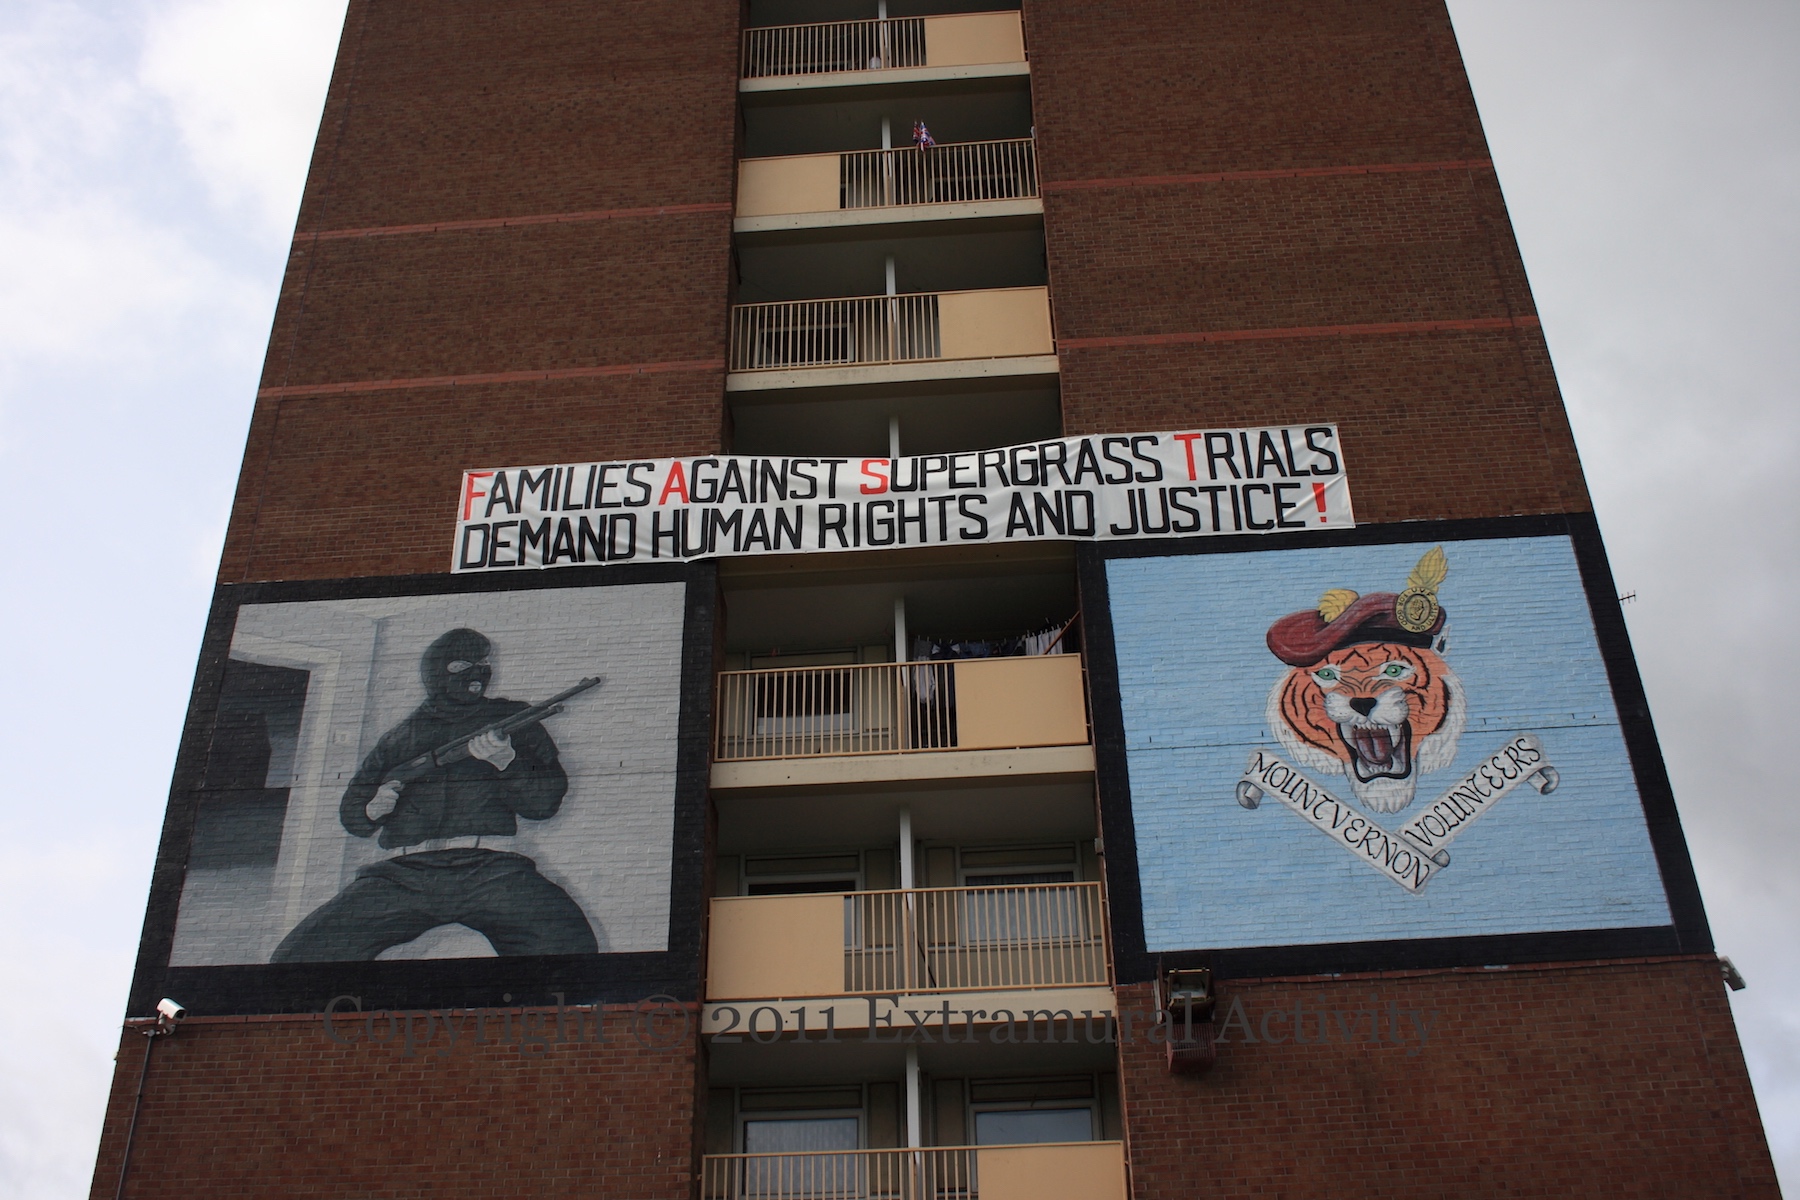 FAMILIES AGAINST SUPERGRASS TRIALS
DEMAND HUMAN RIGHTS AND JUSTICE!
MOUNTVERNON
VOLUNTEERS
Copyright © 2011 Extramural Activity